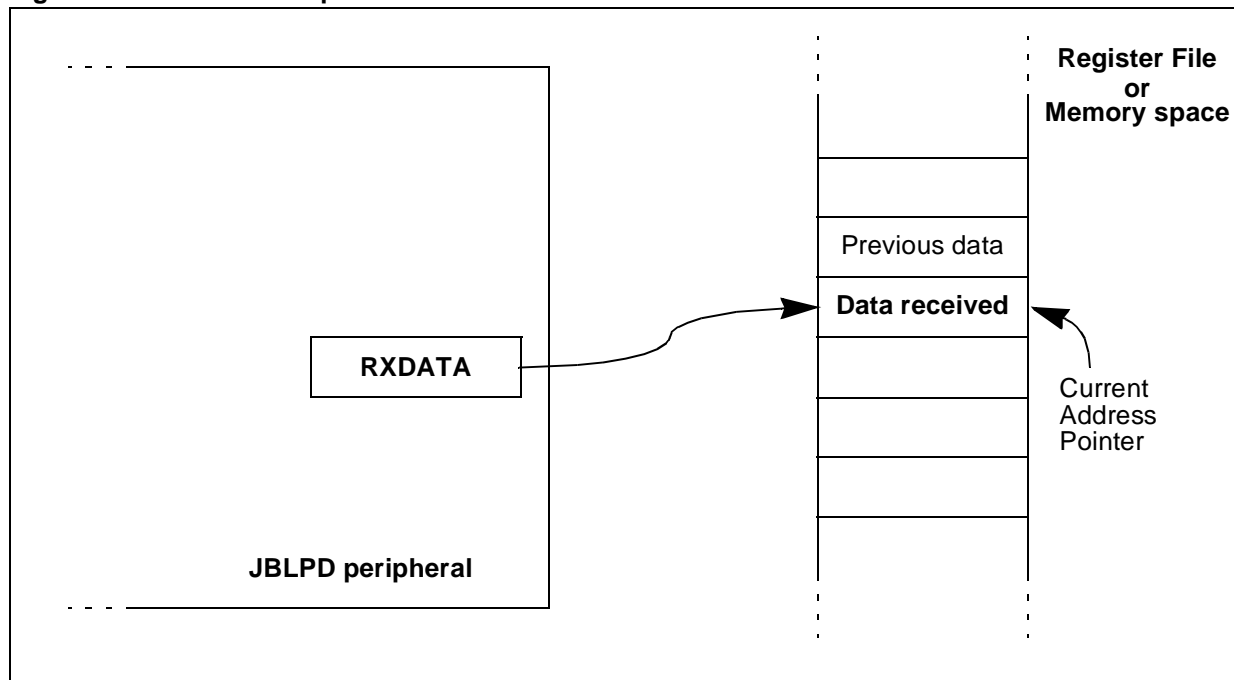 Register File
or
Memory space
Previous data
Data received
RXDATA
Current
Address
Pointer
JBLPD peripheral